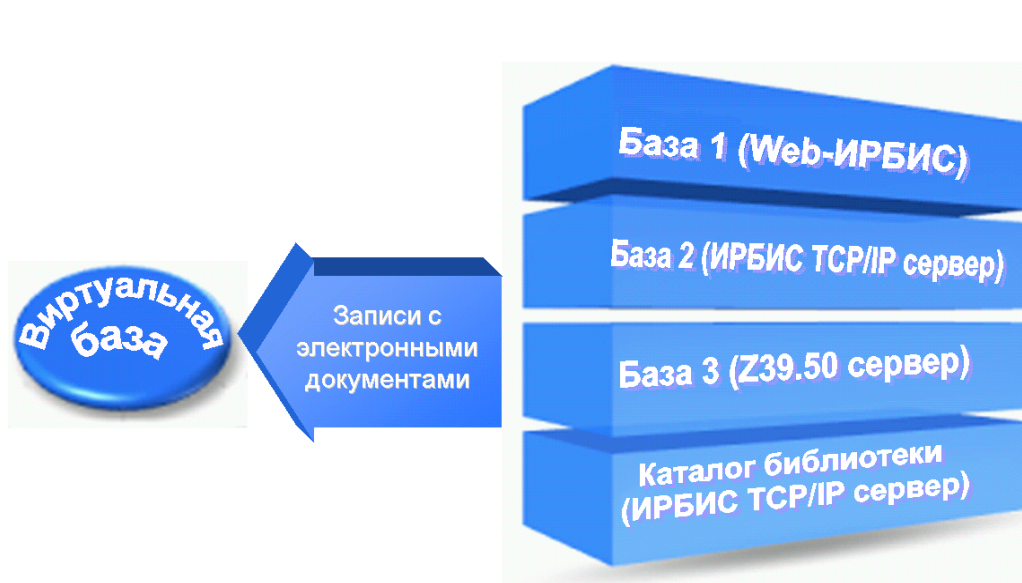 Виртуальная
база
Записи с
электронными
документами
База 1 (Web-ИРБИС)
База 2 (ИРБИС TCP/IP сервер)
База 3 (Z39.50 сервер)
Каталог библиотеки
(ИРБИС TCP/IP сервер)